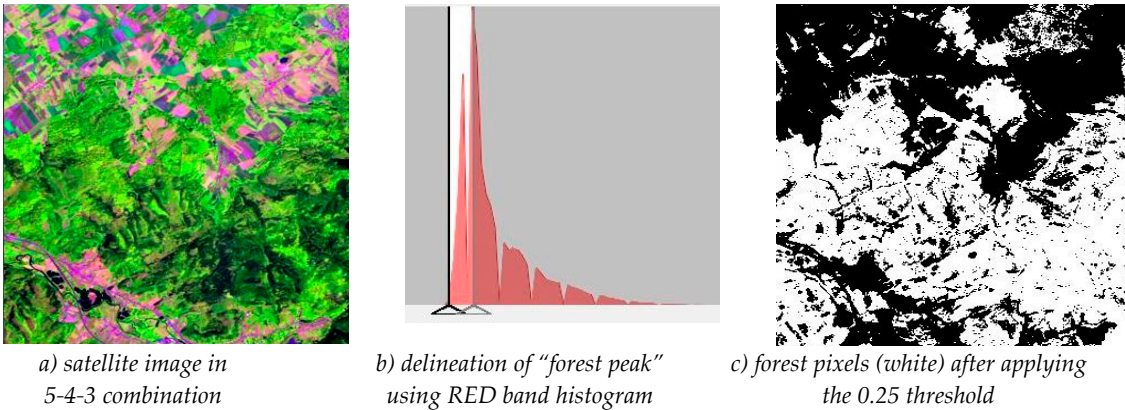 a) satellite image in
5-4-3 combination
b) delineation of “forest peak”
using RED band histogram
c) forest pixels (white) after applying
the 0.25 threshold